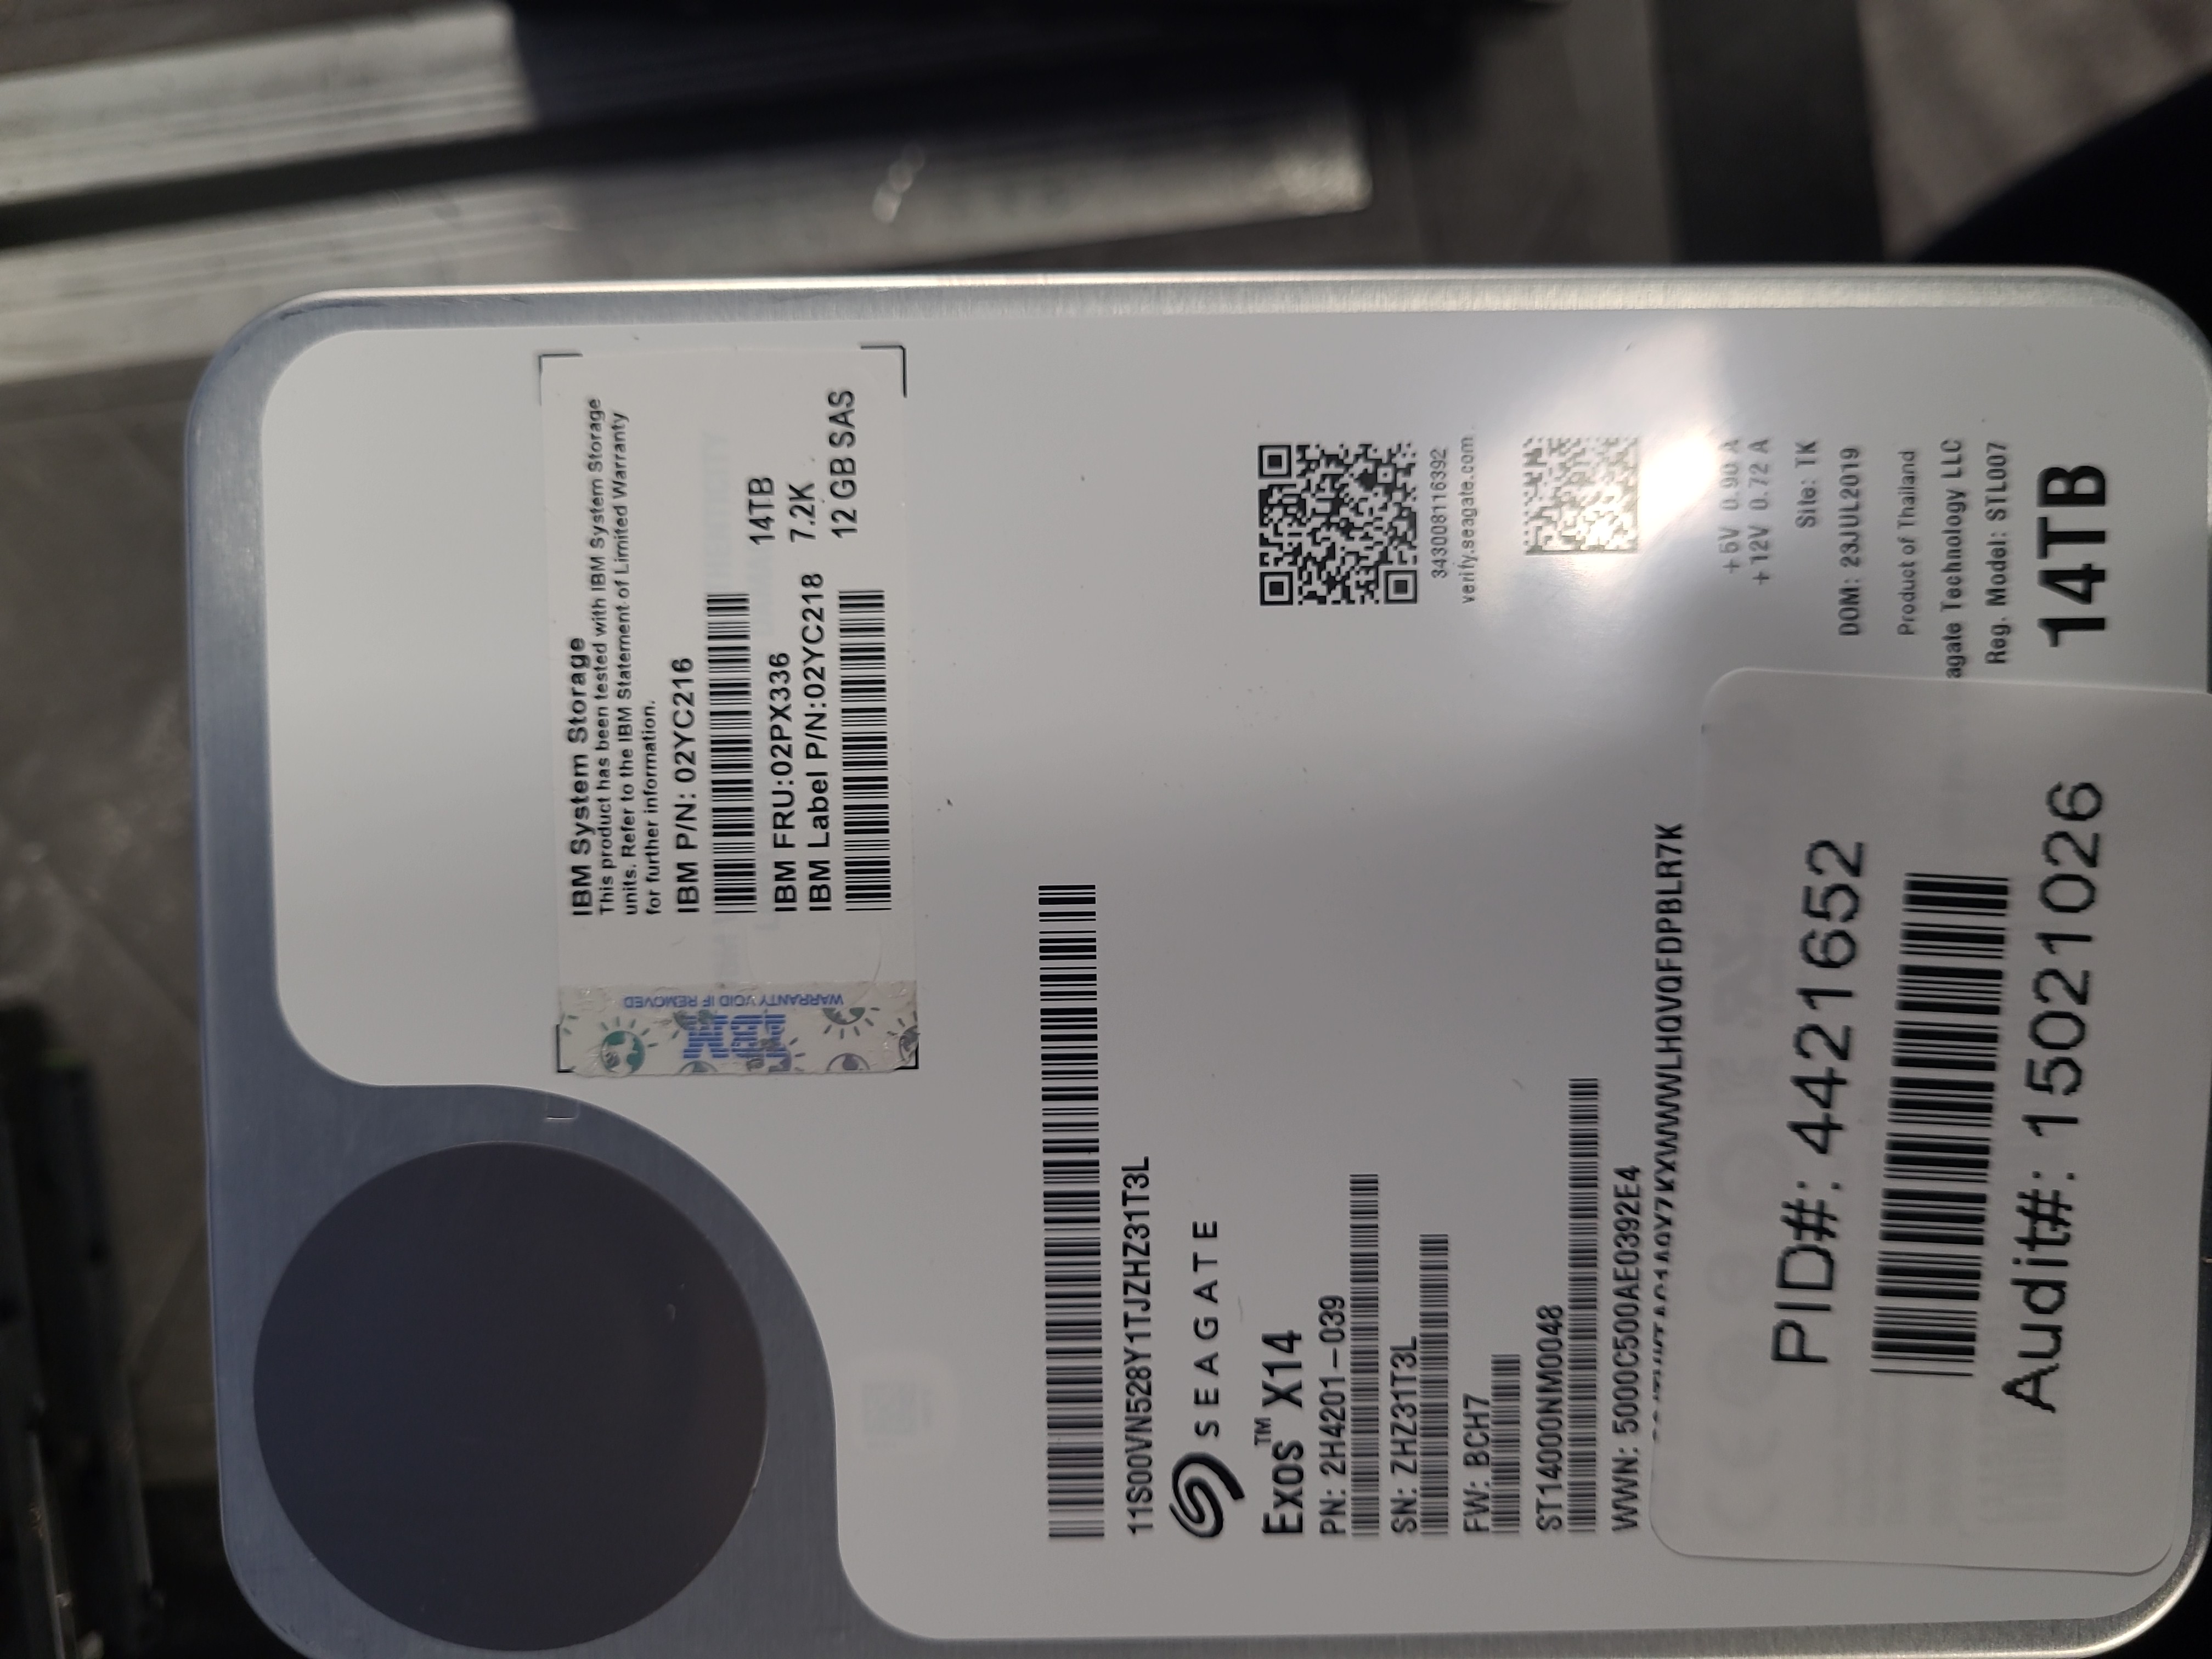 IBM System Storage
This product has been tested with IBM System Storage
units. Refer to the IBM Statement of Limited Warranty
for further information.
IBM P/N: 02YC216
IBM FRU:02PX336
IBM Label P/N:02YC218
14TB
7.2K
12 GB SAS
IBM
WARRANTY VOID IF REMOVED
11S00VN528Y1TJZHZ31T3L
SEAGATE
Exos™ X14
PN: 2H4201-039
SN: ZHZ31T3L
FW: BCH7
ST14000NM0048
WWN: 5000C500AE0392E4
343008116392
verify.seagate.com
+5V 0.90 A
+12V 0.72 A
Site: TK
DOM: 23JUL2019
Product of Thailand
agate Technology LLC
Reg. Model: STL007
14TB
PID#: 4421652
Audit#: 15021026